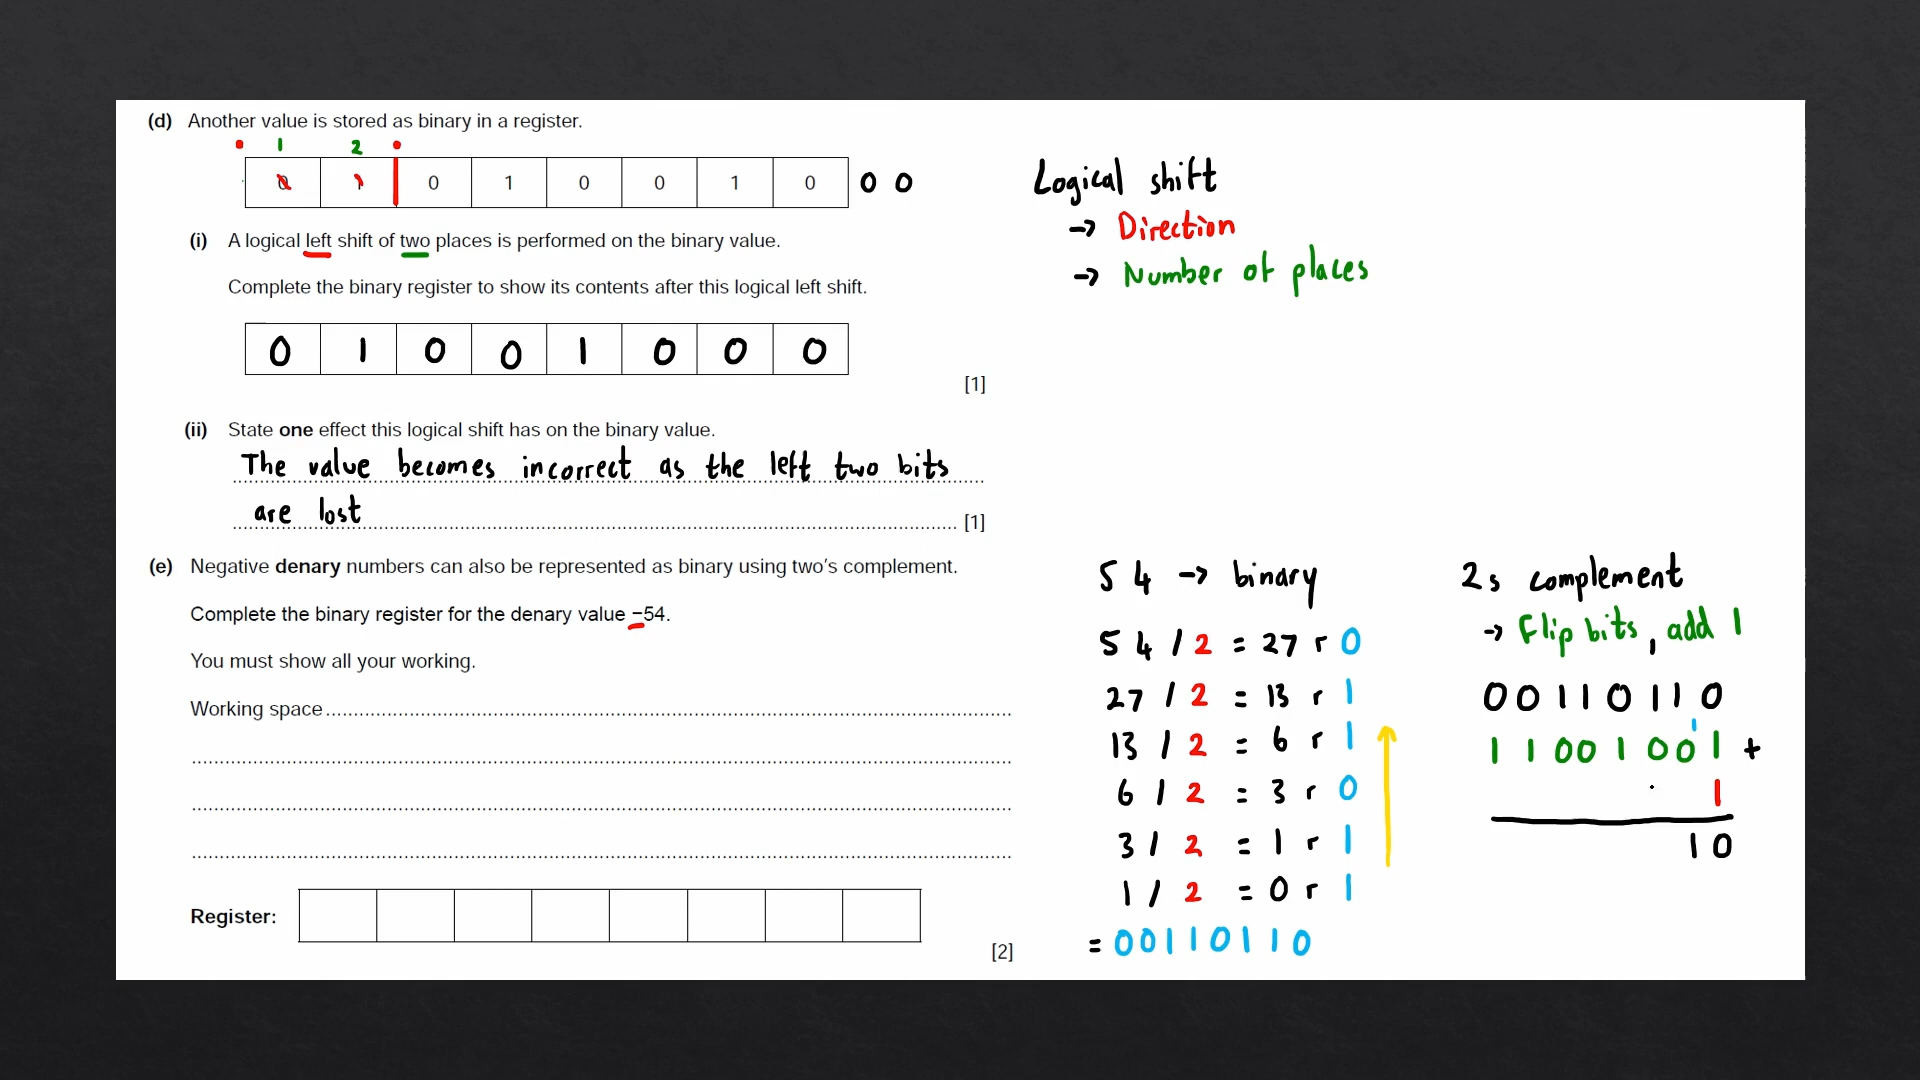 (d) Another value is stored as binary in a register.
1 2
0 1 0 1 0 0 1 0 0 0
(i) A logical left shift of two places is performed on the binary value.
Complete the binary register to show its contents after this logical left shift.
0 1 0 0 1 0 0 0
[1]
(ii) State one effect this logical shift has on the binary value.
The value becomes incorrect as the left two bits
are lost
[1]
(e) Negative denary numbers can also be represented as binary using two's complement.
Complete the binary register for the denary value −54.
You must show all your working.
Working space
Register:
[2]
Logical shift
→ Direction
→ Number of places
54 → binary
54 / 2 = 27 r 0
27 / 2 = 13 r 1
13 / 2 = 6 r 1
6 / 2 = 3 r 0
3 / 2 = 1 r 1
1 / 2 = 0 r 1
= 00110110
2s complement
→ Flip bits, add 1
00110110
1
11001001 +
1
10